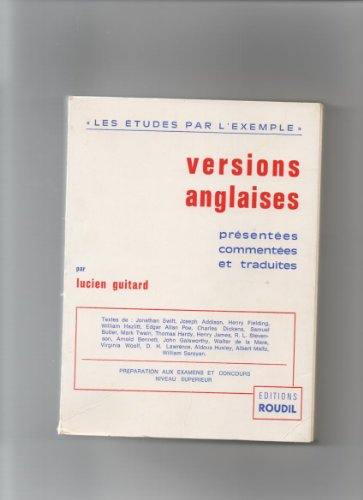 « LES ETUDES PAR L'EXEMPLE »
versions
anglaises
présentées
commentées
et traduites
par
lucien guitard
Textes de : Jonathan Swift, Joseph Addison, Henry Fielding,
William Hazlitt, Edgar Allan Poe, Charles Dickens, Samuel
Butler, Mark Twain, Thomas Hardy, Henry James, R. L. Steven-
son, Arnold Bennett, John Galsworthy, Walter de la Mare,
Virginia Woolf, D. H. Lawrence, Aldous Huxley, Albert Maltz,
William Saroyan.
PREPARATION AUX EXAMENS ET CONCOURS
NIVEAU SUPERIEUR
EDITIONS
ROUDIL